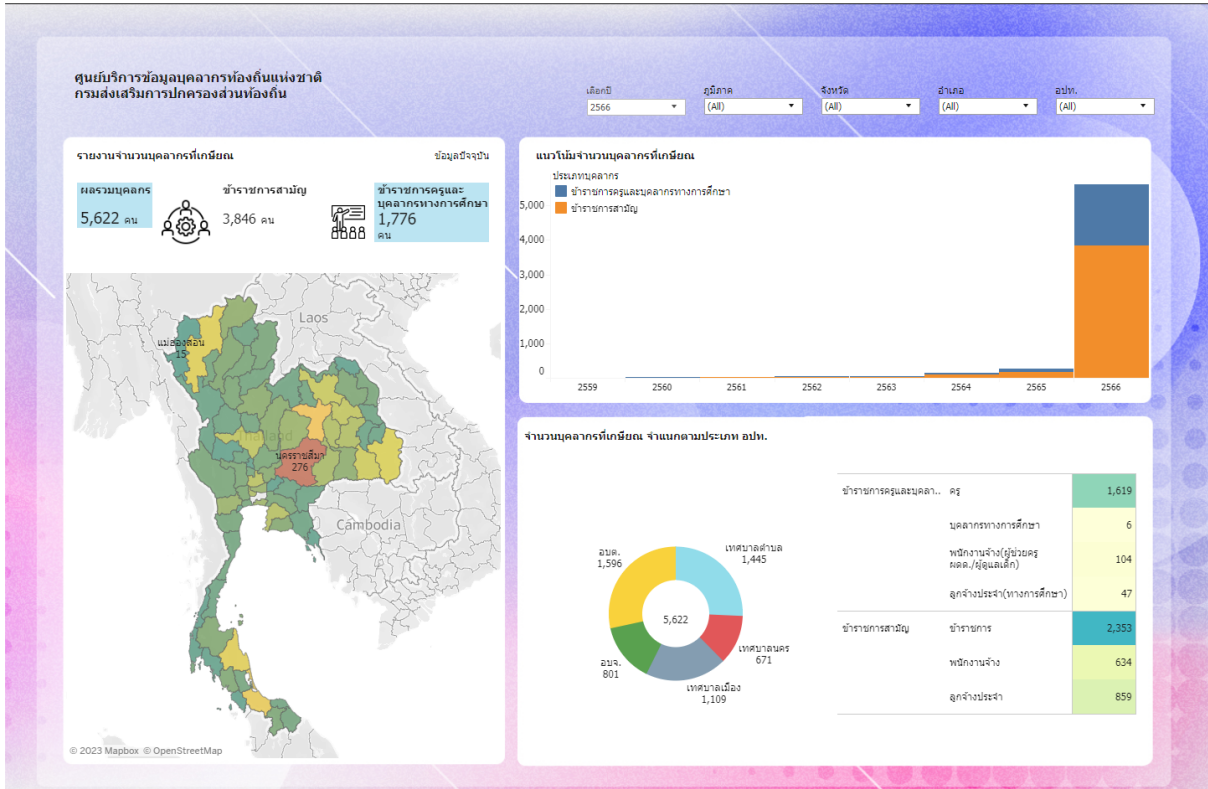 ศูนย์บริการข้อมูลบุคลากรท้องถิ่นแห่งชาติ
กรมส่งเสริมการปกครองส่วนท้องถิ่น
เลือกปี
ภูมิภาค
จังหวัด
อำเภอ
อปท.
2566
(All)
(All)
(All)
(All)
รายงานจำนวนบุคลากรที่เกษียณ
ข้อมูลปัจจุบัน
ผลรวมบุคลากร
5,622 คน
ข้าราชการสามัญ
3,846 คน
ข้าราชการครูและ
บุคลากรทางการศึกษา
1,776
คน
Laos
แม่ฮ่องสอน
15
Thailand
นครราชสีมา
276
Cambodia
© 2023 Mapbox © OpenStreetMap
แนวโน้มจำนวนบุคลากรที่เกษียณ
ประเภทบุคลากร
ข้าราชการครูและบุคลากรทางการศึกษา
ข้าราชการสามัญ
5,000
4,000
3,000
2,000
1,000
0
2559
2560
2561
2562
2563
2564
2565
2566
จำนวนบุคลากรที่เกษียณ จำแนกตามประเภท อปท.
อบต.
1,596
เทศบาลตำบล
1,445
5,622
เทศบาลนคร
671
อบจ.
801
เทศบาลเมือง
1,109
ข้าราชการครูและบุคลา.. ครู 1,619
บุคลากรทางการศึกษา 6
พนักงานจ้าง(ผู้ช่วยครู
ผดด./ผู้ดูแลเด็ก) 104
ลูกจ้างประจำ(ทางการศึกษา) 47
ข้าราชการสามัญ ข้าราชการ 2,353
พนักงานจ้าง 634
ลูกจ้างประจำ 859